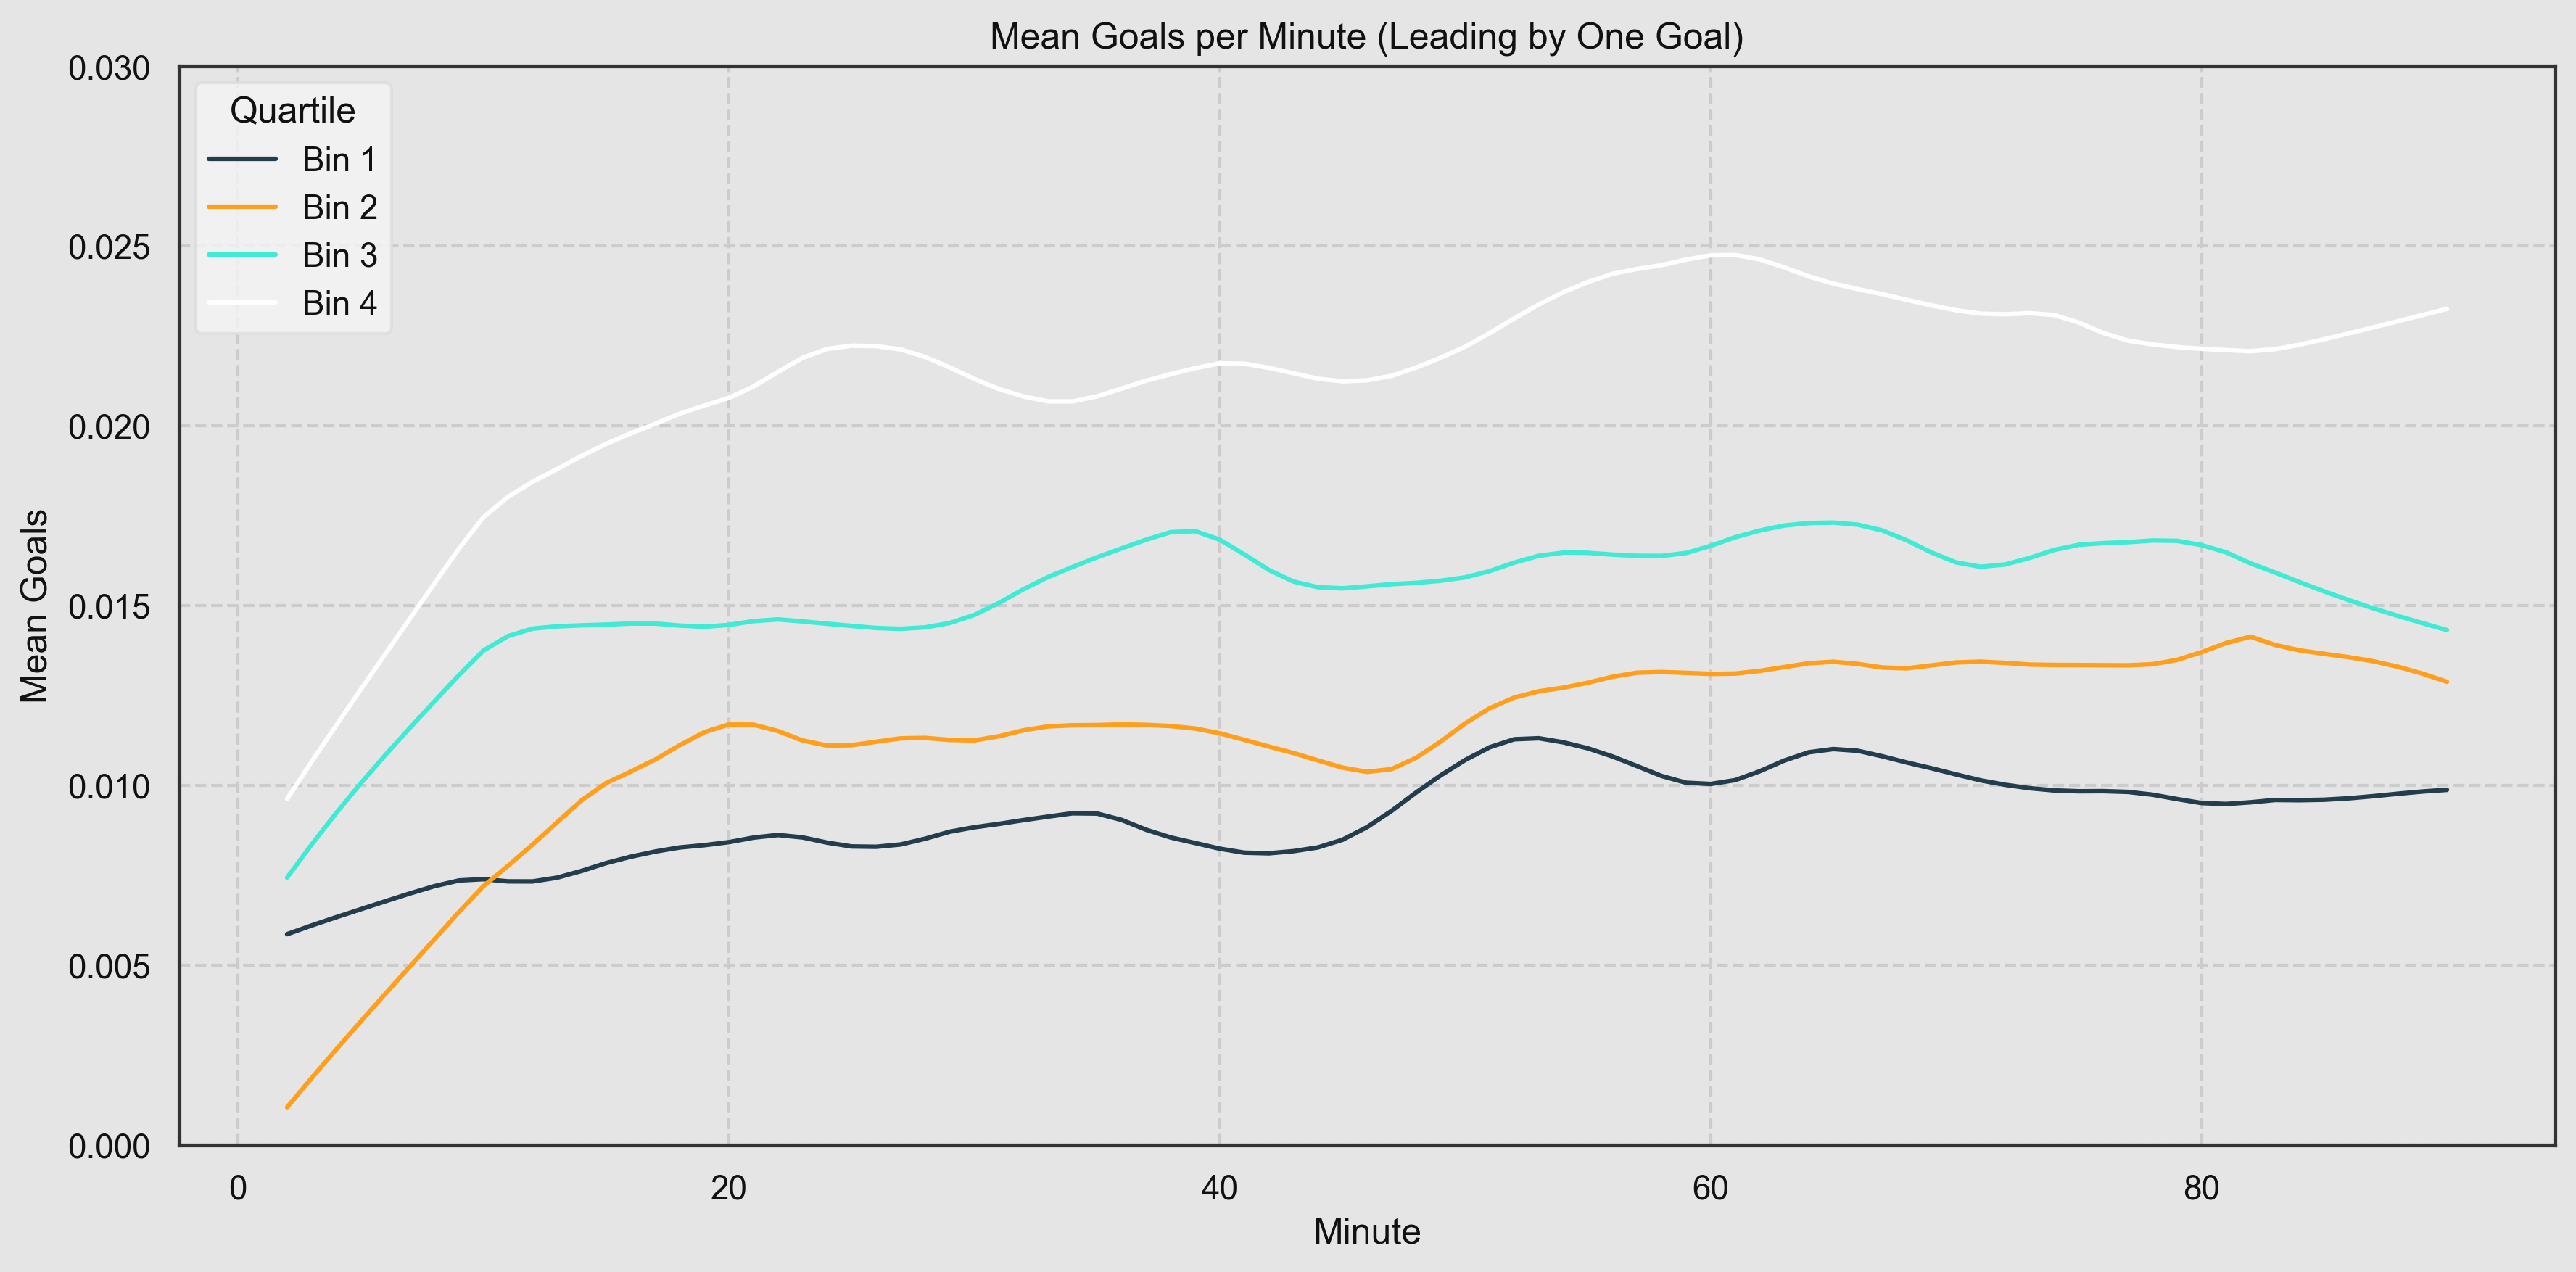 Mean Goals per Minute (Leading by One Goal)
0.030
0.025
0.020
0.015
0.010
0.005
0.000
Mean Goals
Quartile
Bin 1
Bin 2
Bin 3
Bin 4
0 20 40 60 80
Minute